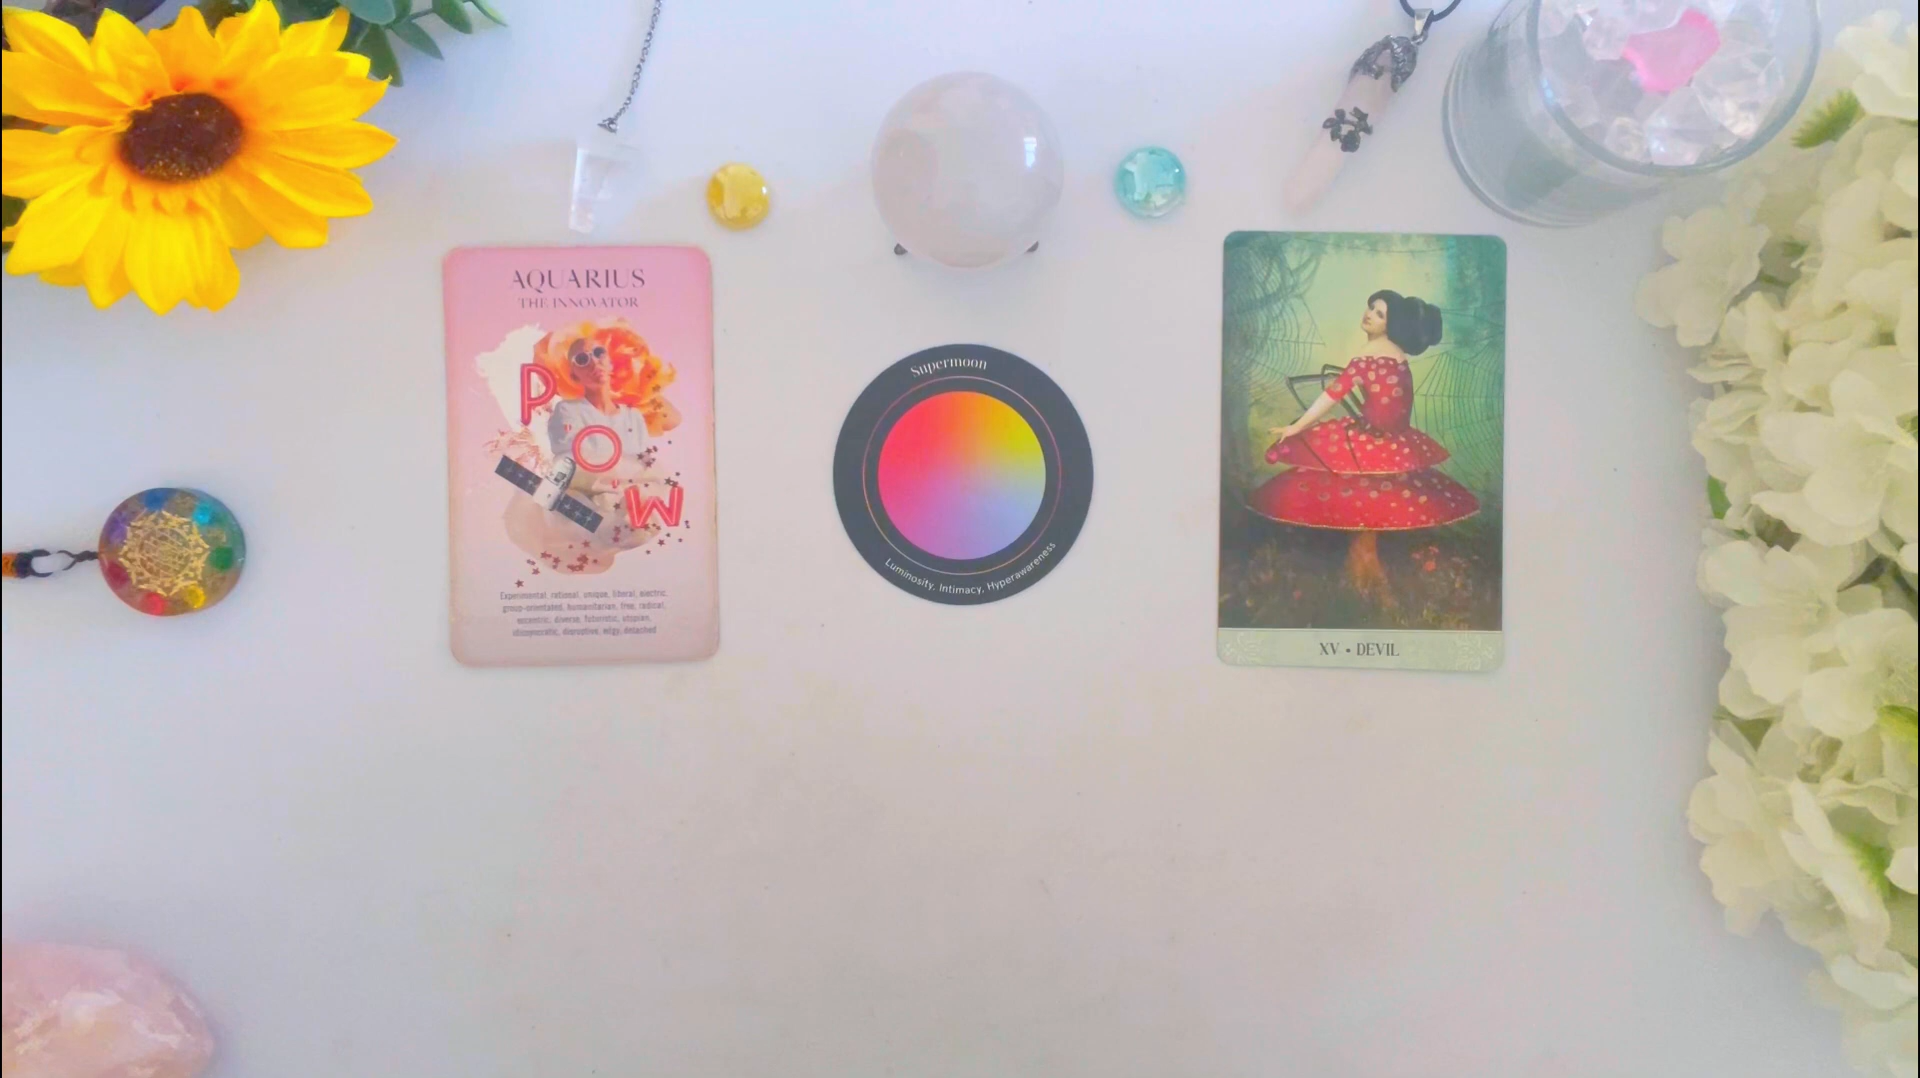 AQUARIUS
THE INNOVATOR
P
O
W
Experimental, rational, unique, liberal, electric,
group-orientated, humanitarian, free, radical,
eccentric, diverse, futuristic, utopian,
idiosyncratic, disruptive, edgy, detached
Supermoon
Luminosity, Intimacy, Hyperawareness
XV • DEVIL